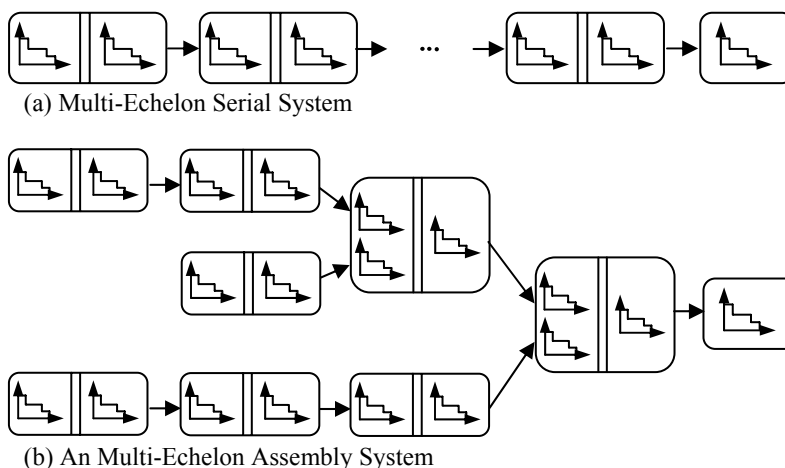 ...
(a) Multi-Echelon Serial System
(b) An Multi-Echelon Assembly System